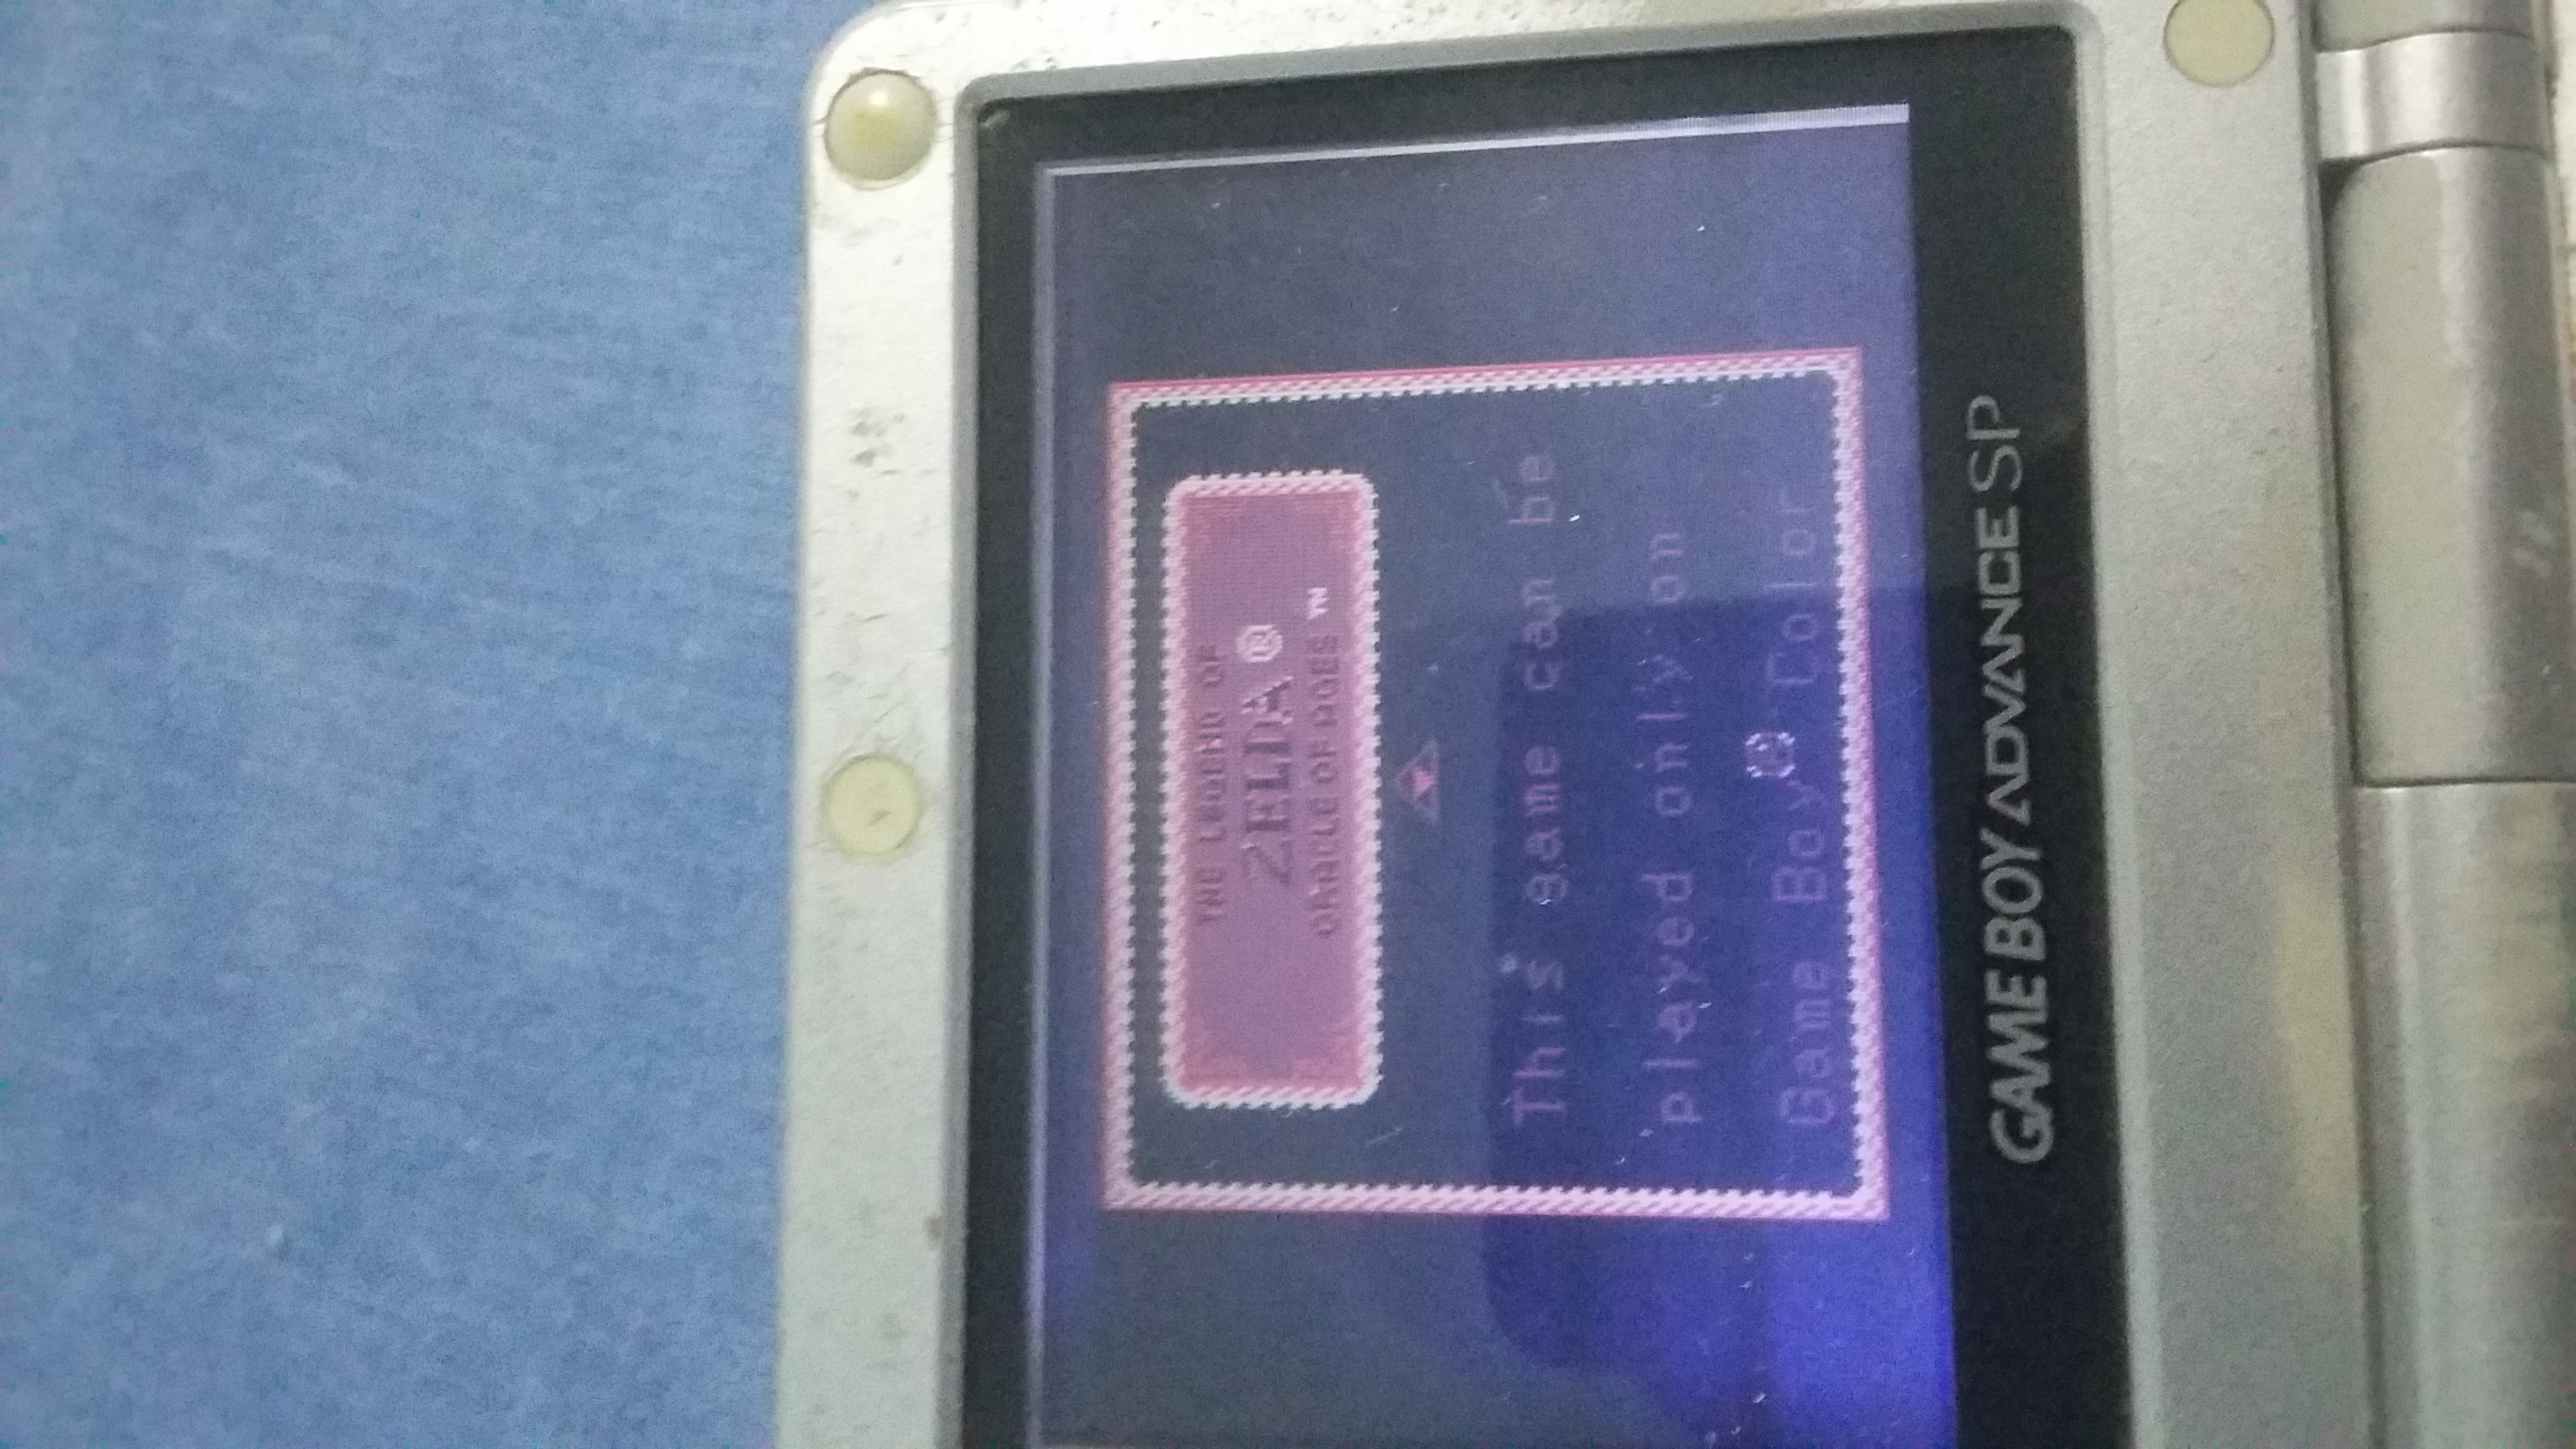 THE LEGEND OF
ZELDA®
ORACLE OF AGES™
This game can be
played only on
Game Boy® Color
GAME BOY ADVANCE SP